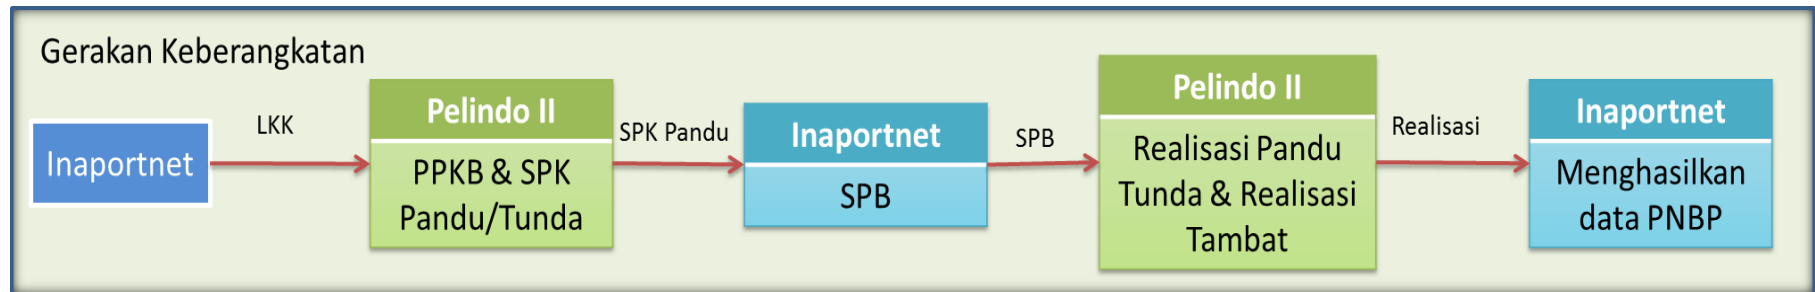 Gerakan Keberangkatan
Inaportnet
LKK
Pelindo II
PPKB & SPK
Pandu/Tunda
SPK Pandu
Inaportnet
SPB
SPB
Pelindo II
Realisasi Pandu
Tunda & Realisasi
Tambat
Realisasi
Inaportnet
Menghasilkan
data PNBP